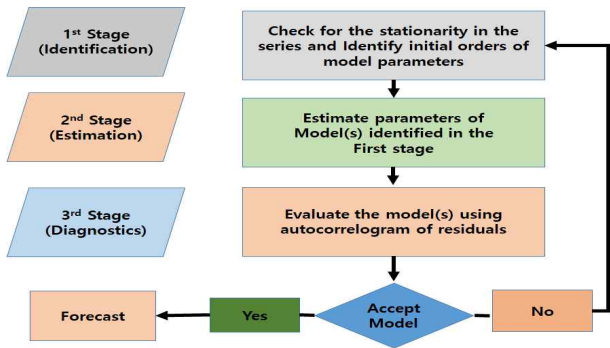 1st Stage
(Identification)
Check for the stationarity in the
series and Identify initial orders of
model parameters
2nd Stage
(Estimation)
Estimate parameters of
Model(s) identified in the
First stage
3rd Stage
(Diagnostics)
Evaluate the model(s) using
autocorrelogram of residuals
Forecast
Yes
Accept
Model
No